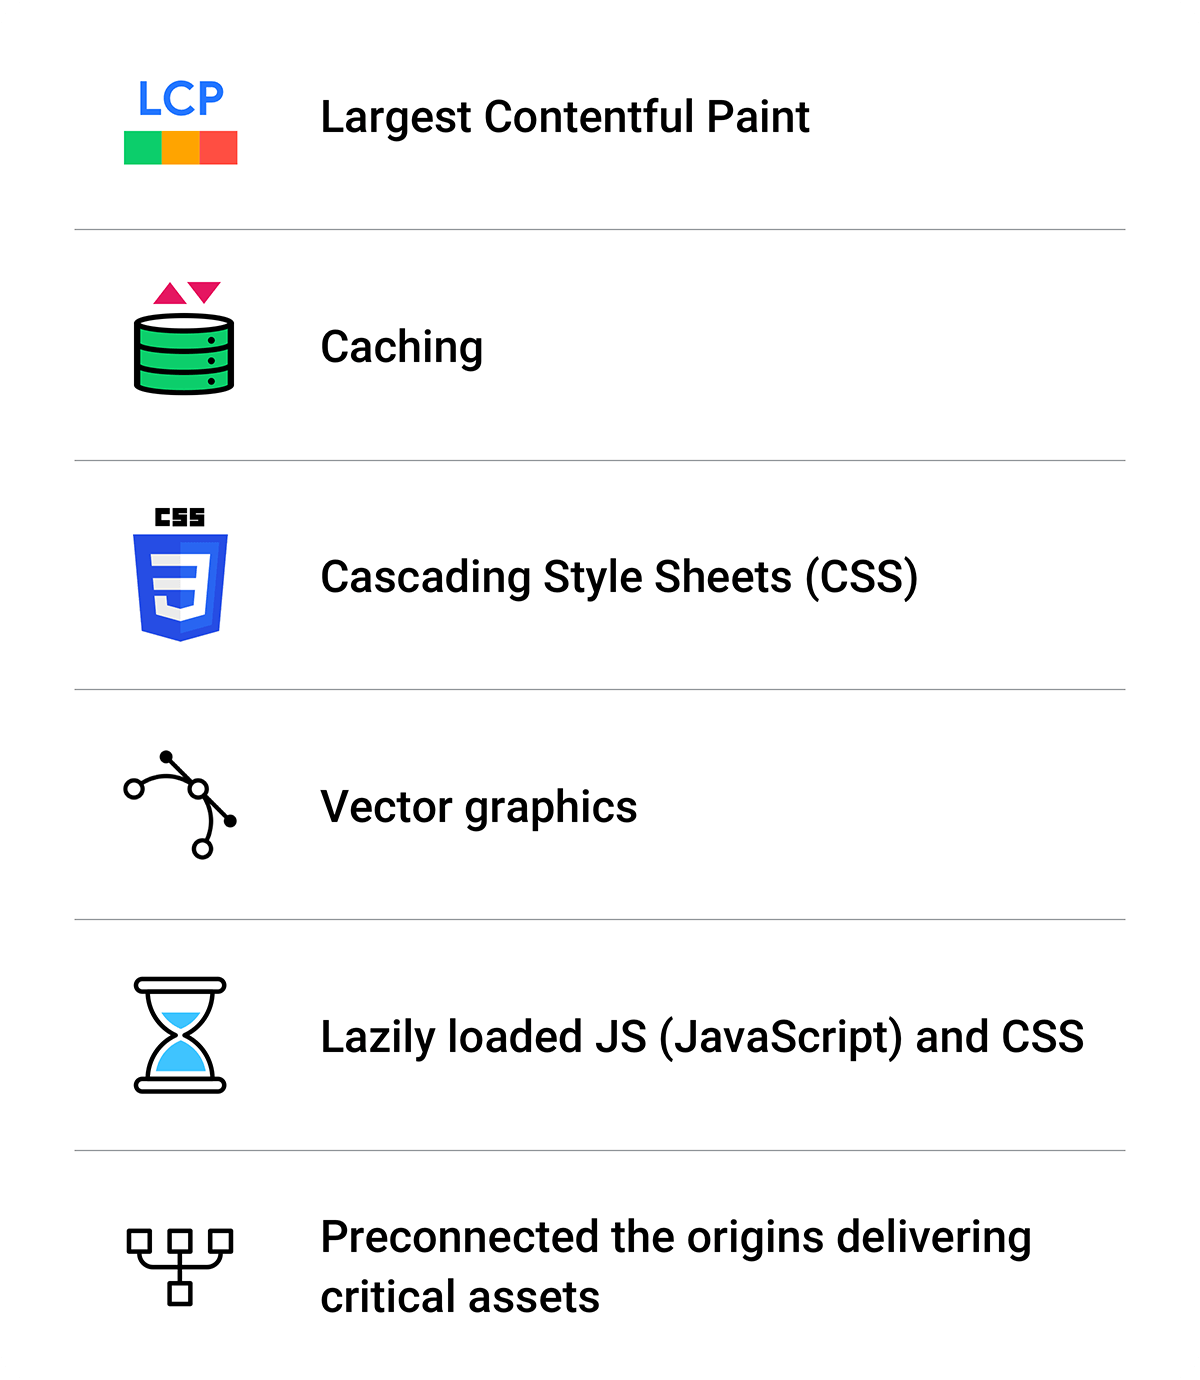 LCP
Largest Contentful Paint
Caching
CSS
3
Cascading Style Sheets (CSS)
Vector graphics
Lazily loaded JS (JavaScript) and CSS
Preconnected the origins delivering
critical assets